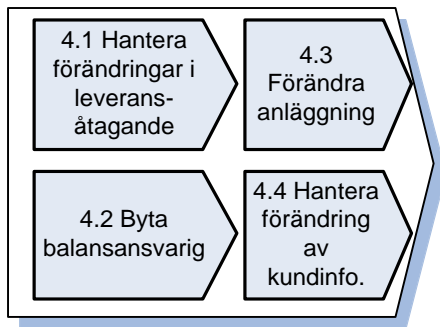 4.1 Hantera
förändringar i
leverans-
åtagande
4.2 Byta
balansansvarig
4.3
Förändra
anläggning
4.4 Hantera
förändring
av
kundinfo.